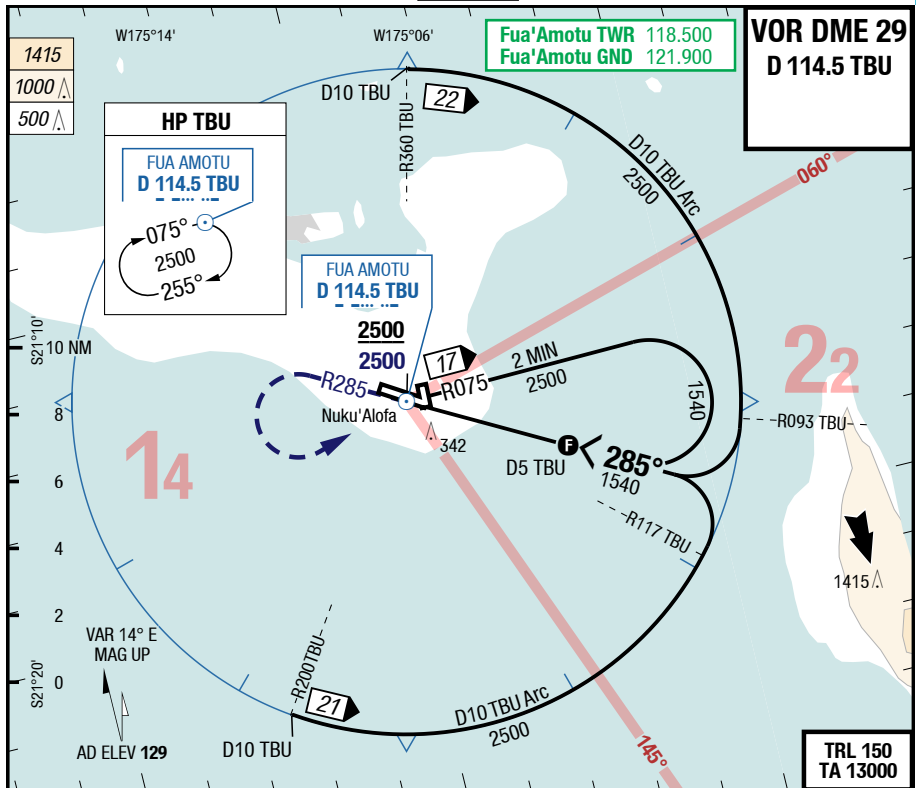 W175°14'
W175°06'
Fua'Amotu TWR 118.500
Fua'Amotu GND 121.900
VOR DME 29
D 114.5 TBU
1415
1000
500
D10 TBU
22
R360 TBU
D10 TBU Arc
2500
060°
HP TBU
FUA AMOTU
D 114.5 TBU
075°
2500
255°
FUA AMOTU
D 114.5 TBU
2500
2500
17
2 MIN
2500
R075
R285
1540
22
S21°10'
10 NM
8
6
4
2
0
Nuku'Alofa
342
D5 TBU
F
285°
1540
R093 TBU
14
R117 TBU
1415
VAR 14° E
MAG UP
S21°20'
R200TBU
21
D10 TBU Arc
2500
D10 TBU
AD ELEV 129
145°
TRL 150
TA 13000